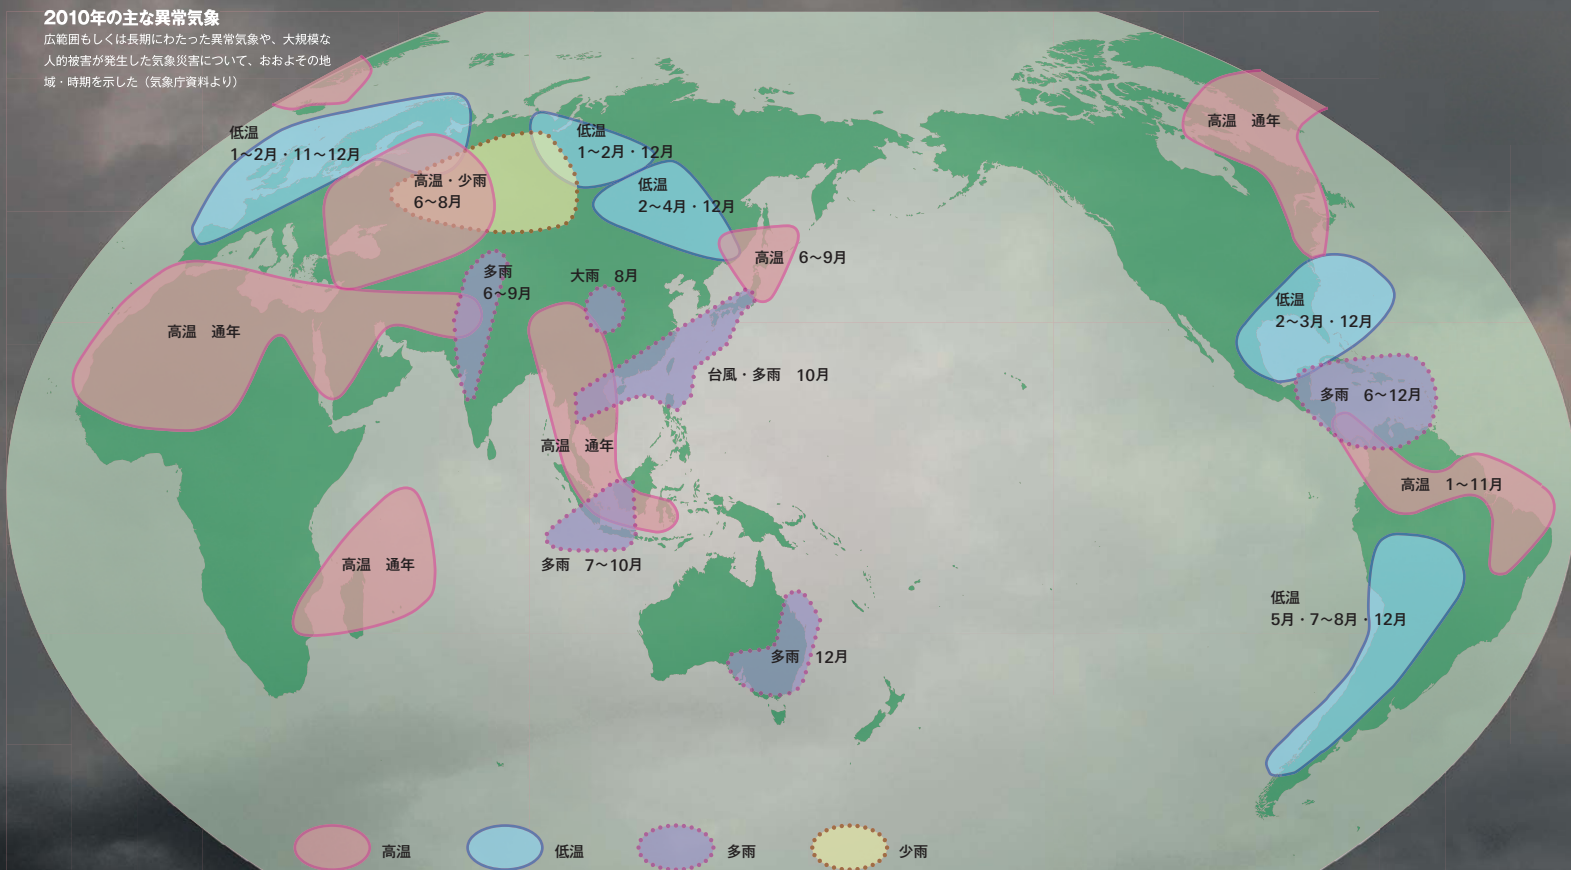 2010年の主な異常気象
広範囲もしくは長期にわたった異常気象や、大規模な
人的被害が発生した気象災害について、おおよその地
域・時期を示した（気象庁資料より）
低温
1〜2月・11〜12月
低温
1〜2月・12月
高温　通年
高温・少雨
6〜8月
低温
2〜4月・12月
高温　6〜9月
多雨
6〜9月
大雨　8月
低温
2〜3月・12月
高温　通年
台風・多雨　10月
多雨　6〜12月
高温　通年
高温　1〜11月
高温　通年
多雨　7〜10月
低温
5月・7〜8月・12月
多雨　12月
高温
低温
多雨
少雨